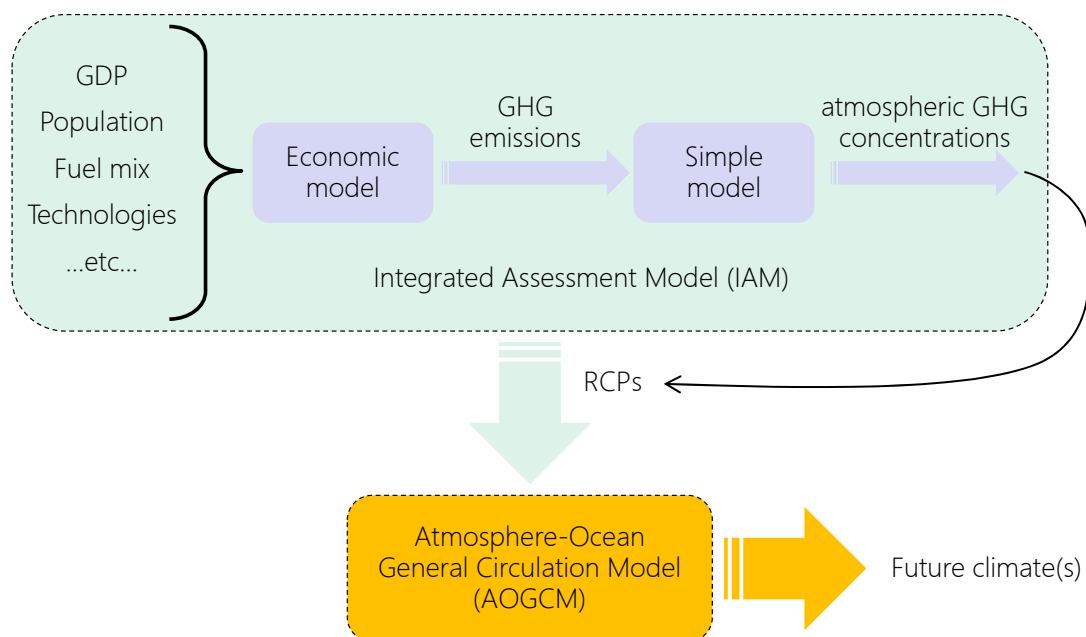 GDP
Population
Fuel mix
Technologies
...etc...
Economic
model
GHG
emissions
Simple
model
atmospheric GHG
concentrations
Integrated Assessment Model (IAM)
RCPs
Atmosphere-Ocean
General Circulation Model
(AOGCM)
Future climate(s)